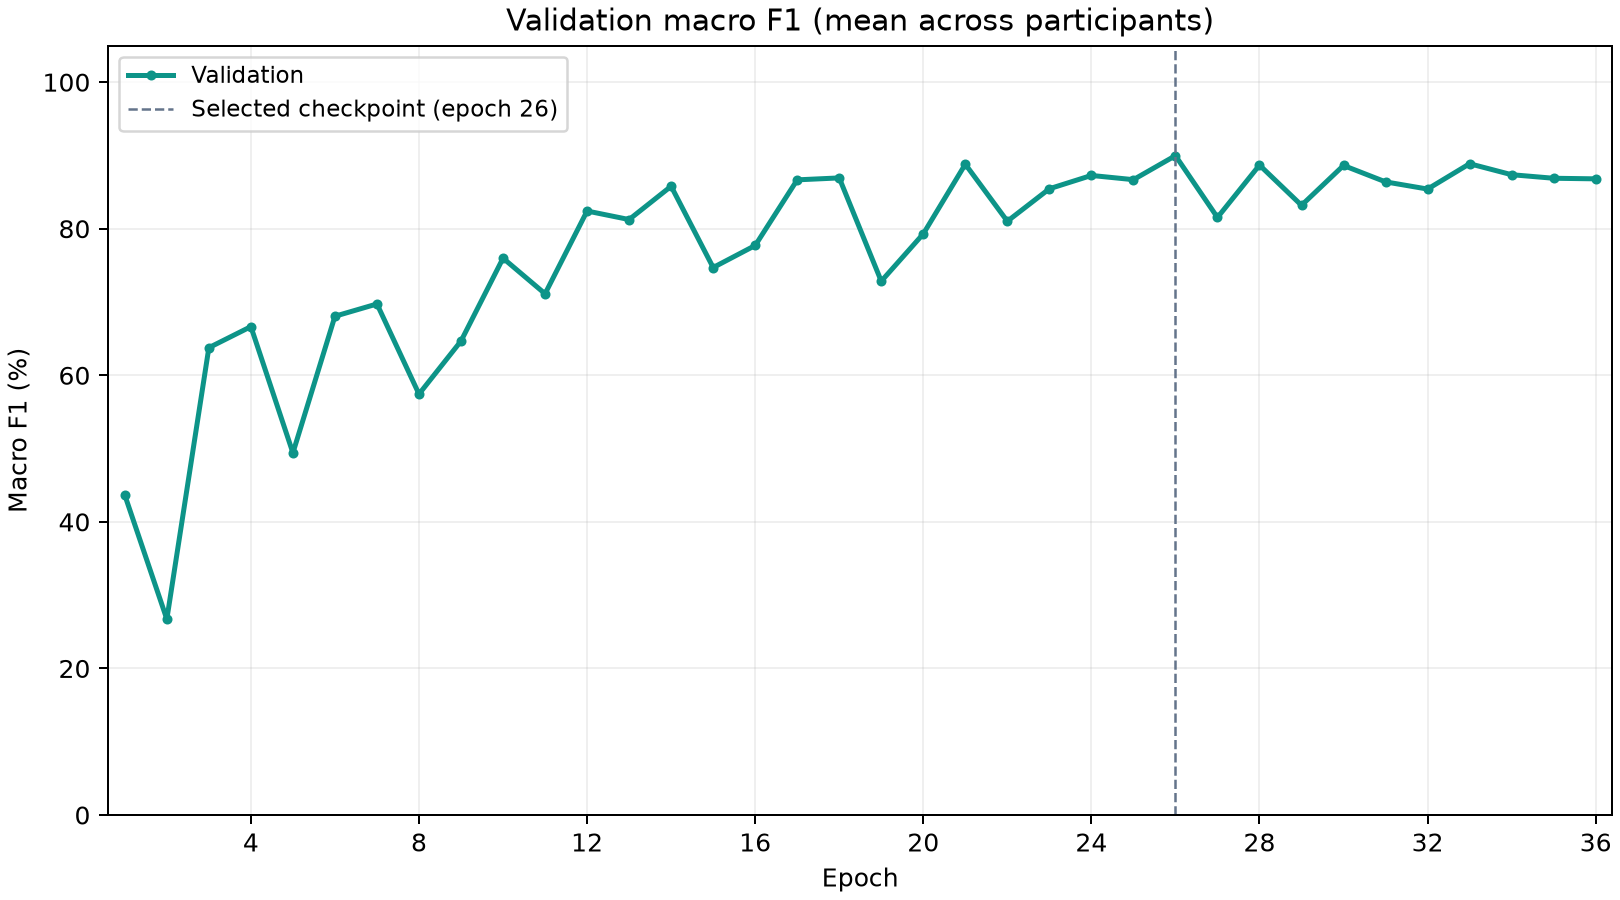 Validation macro F1 (mean across participants)
Validation
Selected checkpoint (epoch 26)
100
80
60
40
20
0
Macro F1 (%)
4 8 12 16 20 24 28 32 36
Epoch